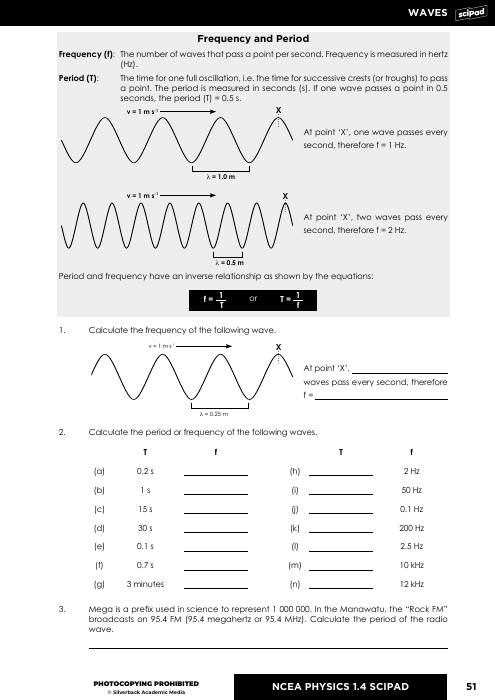 WAVES
scipad
Frequency and Period
Frequency (f): The number of waves that pass a point per second. Frequency is measured in hertz
(Hz).
Period (T): The time for one full oscillation, i.e. the time for successive crests (or troughs) to pass
a point. The period is measured in seconds (s). If one wave passes a point in 0.5
seconds, the period (T) = 0.5 s.
v = 1 m s⁻¹
X
At point ‘X’, one wave passes every
second, therefore f = 1 Hz.
λ = 1.0 m
v = 1 m s⁻¹
X
At point ‘X’, two waves pass every
second, therefore f = 2 Hz.
λ = 0.5 m
Period and frequency have an inverse relationship as shown by the equations:
f = 1/T or T = 1/f
1. Calculate the frequency of the following wave.
v = 1 m s⁻¹
X
At point ‘X’,
waves pass every second, therefore
f =
λ = 0.25 m
2. Calculate the period or frequency of the following waves.
T f T f
(a) 0.2 s (h) 2 Hz
(b) 1 s (i) 50 Hz
(c) 15 s (j) 0.1 Hz
(d) 30 s (k) 200 Hz
(e) 0.1 s (l) 2.5 Hz
(f) 0.7 s (m) 10 kHz
(g) 3 minutes (n) 12 kHz
3. Mega is a prefix used in science to represent 1 000 000. In the Manawatu, the “Rock FM”
broadcasts on 95.4 FM (95.4 megahertz or 95.4 MHz). Calculate the period of the radio
wave.
PHOTOCOPYING PROHIBITED
© Silverback Academic Media
NCEA PHYSICS 1.4 SCIPAD
51